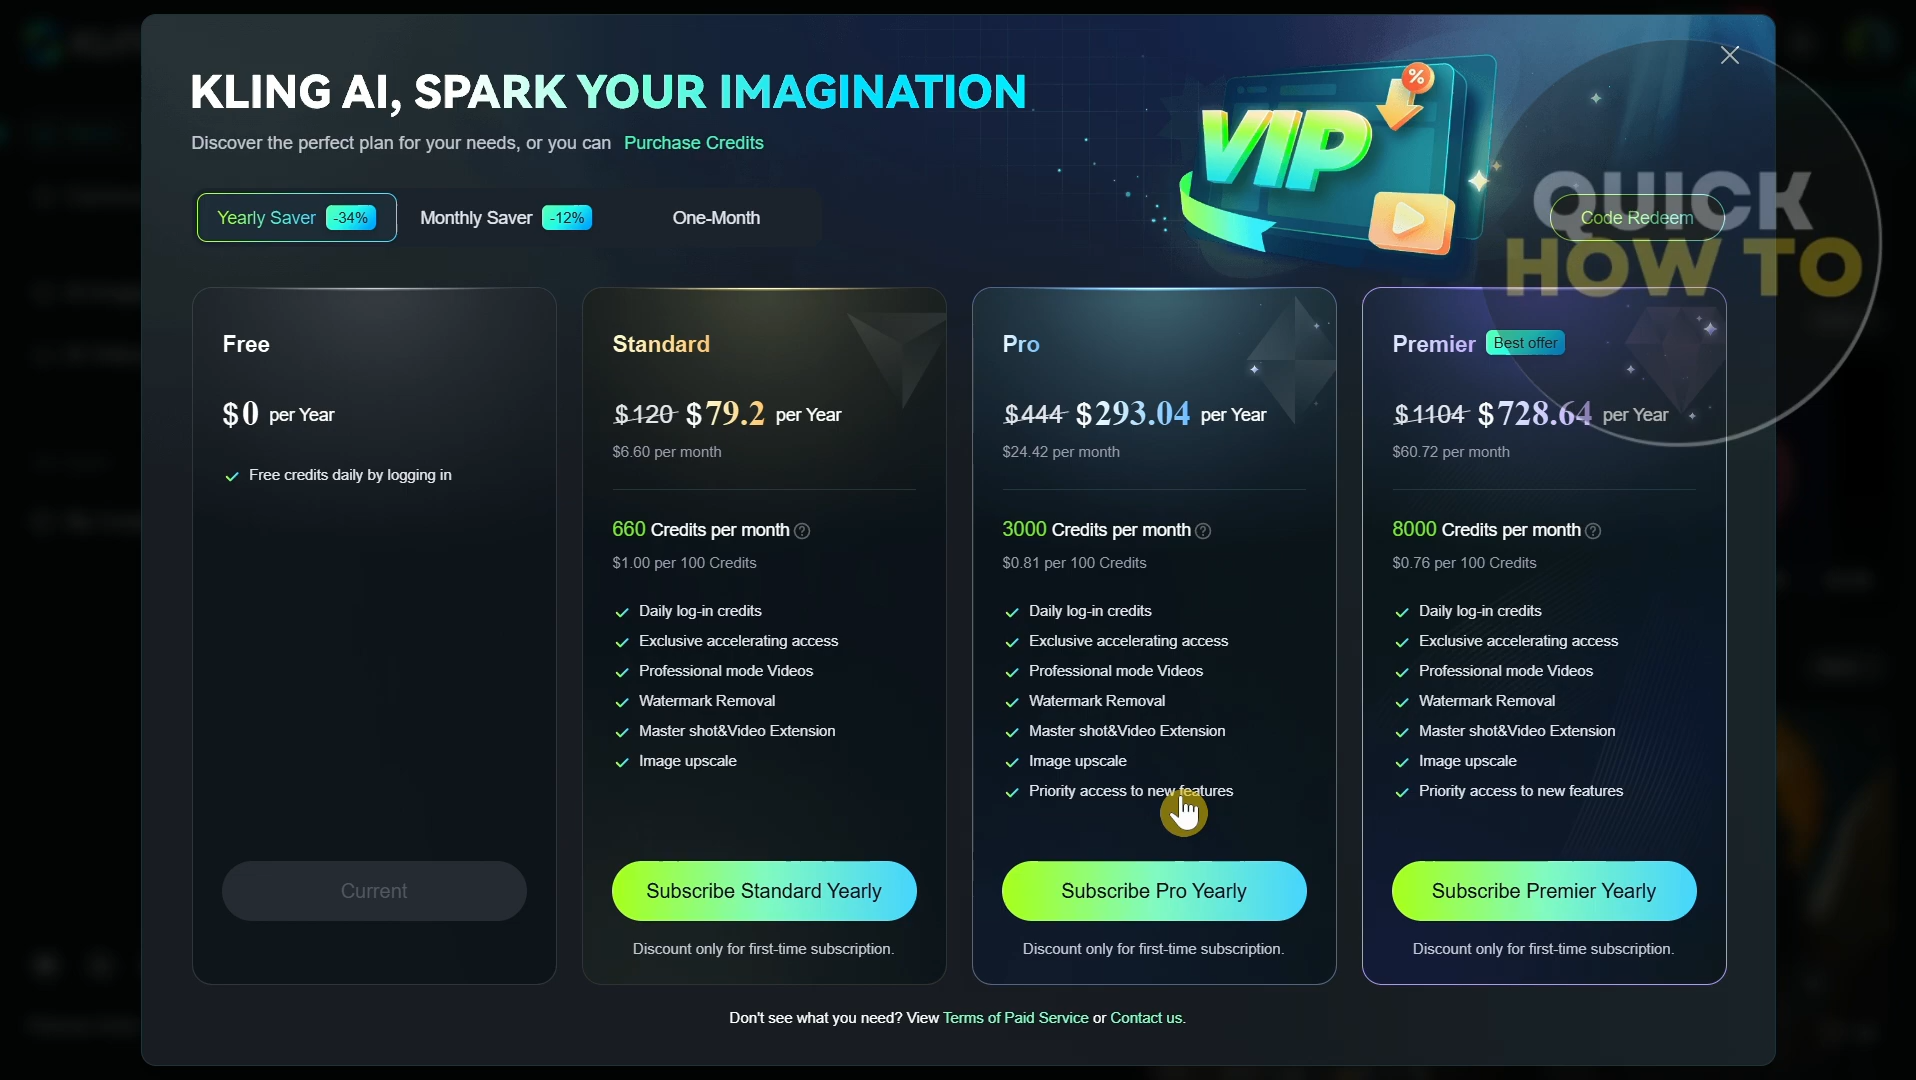 KLING AI, SPARK YOUR IMAGINATION
Discover the perfect plan for your needs, or you can Purchase Credits
VIP
%
QUICK
HOW TO
Yearly Saver -34% Monthly Saver -12% One-Month
Code Redeem
Free
$0 per Year
Free credits daily by logging in
Current
Standard
$120 $79.2 per Year
$6.60 per month
660 Credits per month ?
$1.00 per 100 Credits
Daily log-in credits
Exclusive accelerating access
Professional mode Videos
Watermark Removal
Master shot&Video Extension
Image upscale
Subscribe Standard Yearly
Discount only for first-time subscription.
Pro
$444 $293.04 per Year
$24.42 per month
3000 Credits per month ?
$0.81 per 100 Credits
Daily log-in credits
Exclusive accelerating access
Professional mode Videos
Watermark Removal
Master shot&Video Extension
Image upscale
Priority access to new features
Subscribe Pro Yearly
Discount only for first-time subscription.
Premier Best offer
$1104 $728.64 per Year
$60.72 per month
8000 Credits per month ?
$0.76 per 100 Credits
Daily log-in credits
Exclusive accelerating access
Professional mode Videos
Watermark Removal
Master shot&Video Extension
Image upscale
Priority access to new features
Subscribe Premier Yearly
Discount only for first-time subscription.
Don't see what you need? View Terms of Paid Service or Contact us.